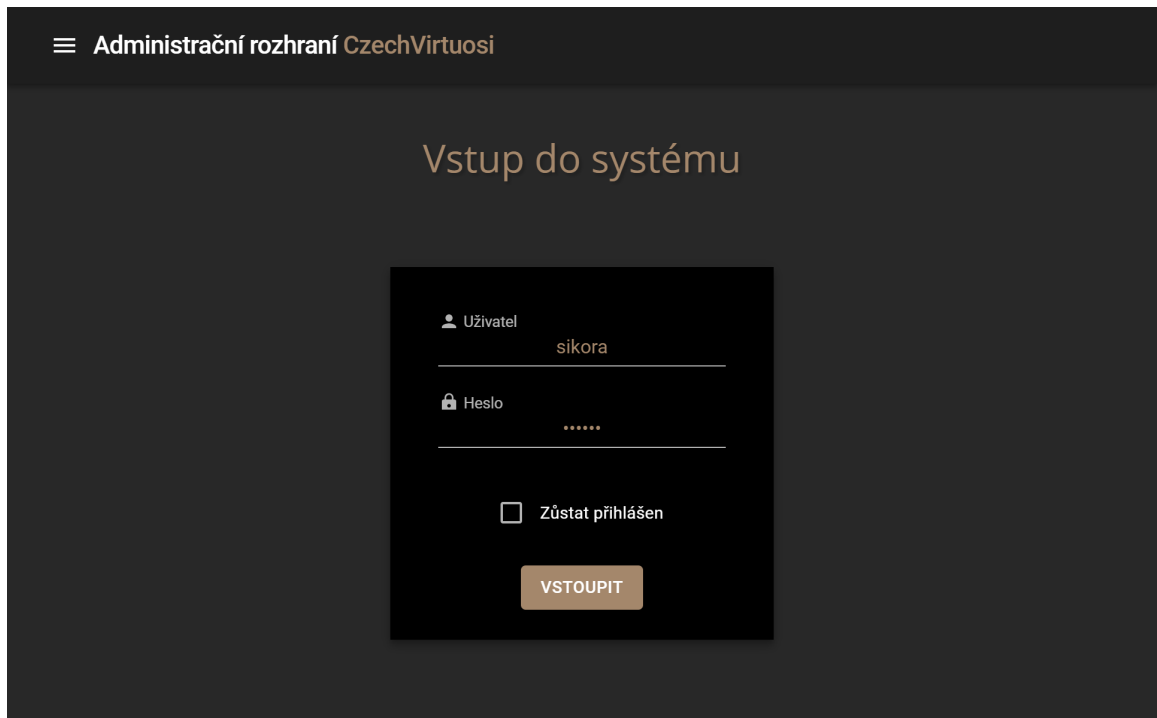 Administrační rozhraní CzechVirtuosi
Vstup do systému
Uživatel
sikora
Heslo
••••••
Zůstat přihlášen
VSTOUPIT